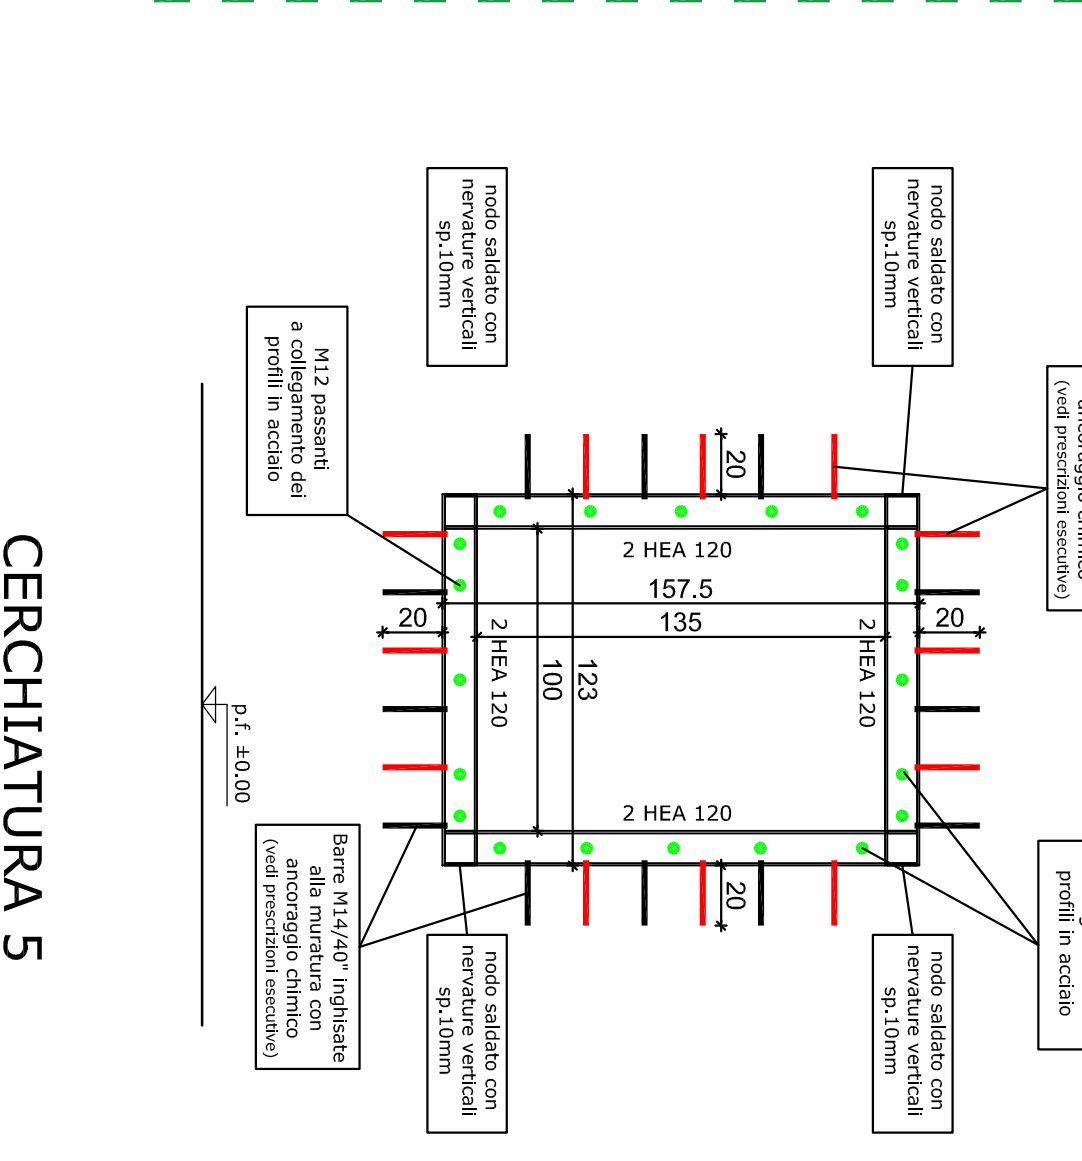 nodo saldato con
nervature verticali
sp.10mm
nodo saldato con
nervature verticali
sp.10mm
ancoraggio chimico
(vedi prescrizioni esecutive)
M12 passanti
a collegamento dei
profili in acciaio
20
2 HEA 120
157.5
135
20
20
2 HEA 120
2 HEA 120
123
100
2 HEA 120
20
p.f. ±0.00
Barre M14/40" inghisate
alla muratura con
ancoraggio chimico
(vedi prescrizioni esecutive)
nodo saldato con
nervature verticali
sp.10mm
nodo saldato con
nervature verticali
sp.10mm
profili in acciaio
CERCHIATURA 5